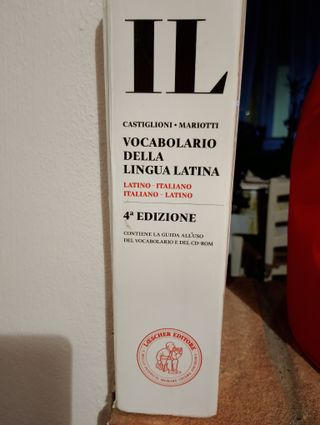 IL
CASTIGLIONI • MARIOTTI
VOCABOLARIO
DELLA
LINGUA LATINA
LATINO - ITALIANO
ITALIANO - LATINO
4ª EDIZIONE
CONTIENE LA GUIDA ALL'USO
DEL VOCABOLARIO E DEL CD-ROM
LOESCHER EDITORE